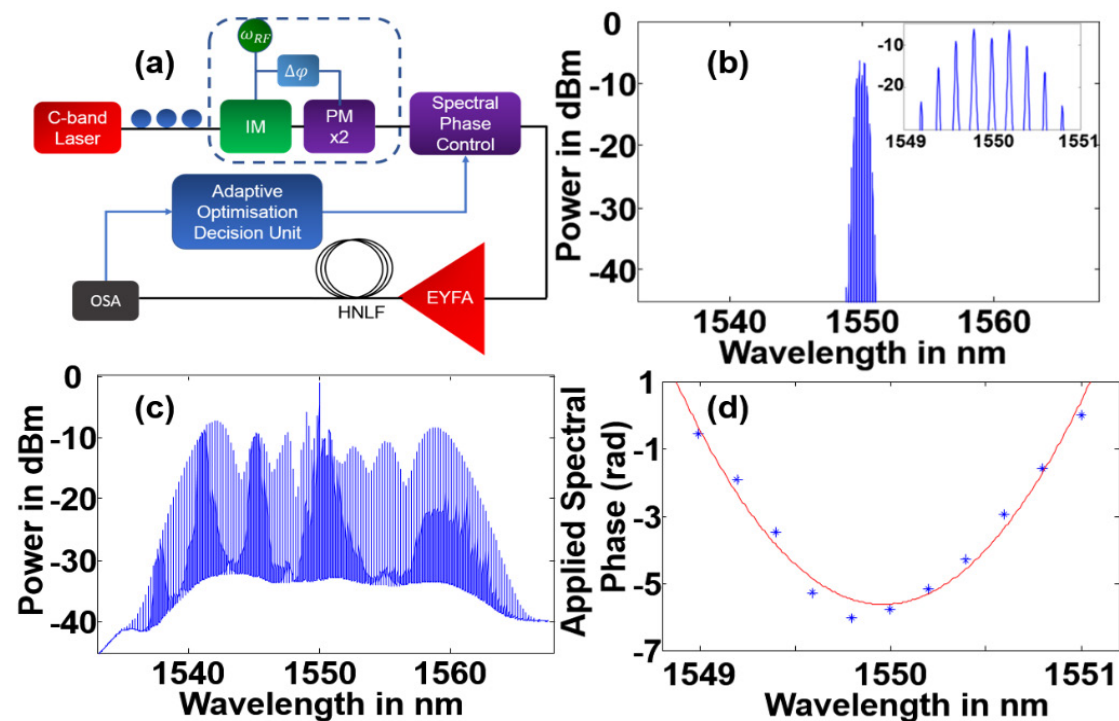 (a)
ω_RF
Δφ
C-band
Laser
IM
PM
x2
Spectral
Phase
Control
Adaptive
Optimisation
Decision Unit
OSA
HNLF
EYFA
(b)
Power in dBm
0
-10
-20
-30
-40
1540
1550
1560
Wavelength in nm
-10
-20
1549
1550
1551
(c)
Power in dBm
0
-10
-20
-30
-40
1540
1550
1560
Wavelength in nm
(d)
Applied Spectral
Phase (rad)
1
-1
-3
-5
-7
1549
1550
1551
Wavelength in nm